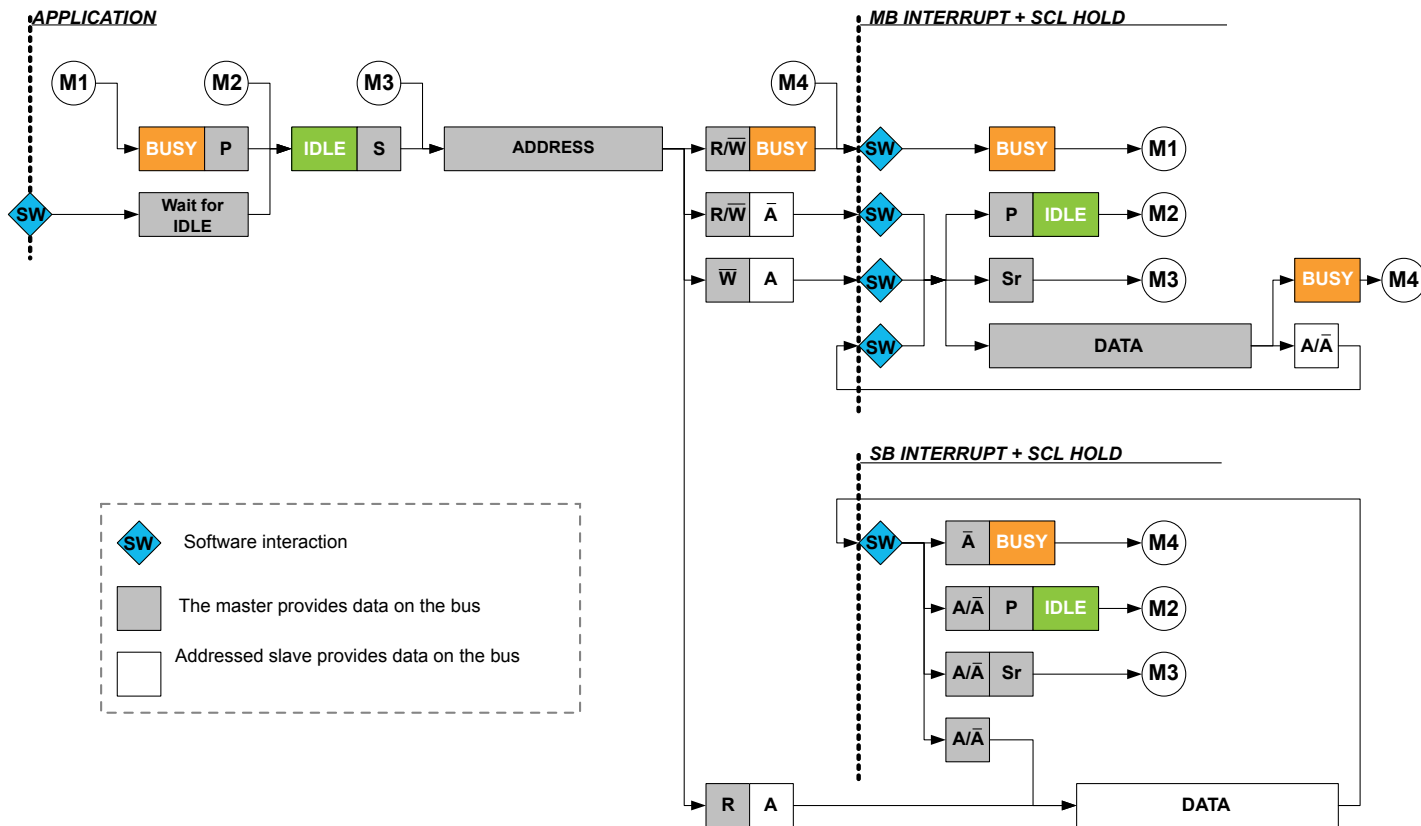 APPLICATION
MB INTERRUPT + SCL HOLD
M1
M2
M3
M4
BUSY P
IDLE S
ADDRESS
R/W̅ BUSY
SW
BUSY
M1
SW
Wait for
IDLE
R/W̅ A̅
SW
P IDLE
M2
W̅ A
SW
Sr
M3
BUSY
M4
SW
DATA
A/A̅
SB INTERRUPT + SCL HOLD
SW
A̅ BUSY
M4
A/A̅ P IDLE
M2
A/A̅ Sr
M3
A/A̅
R A
DATA
SW Software interaction
The master provides data on the bus
Addressed slave provides data on the bus